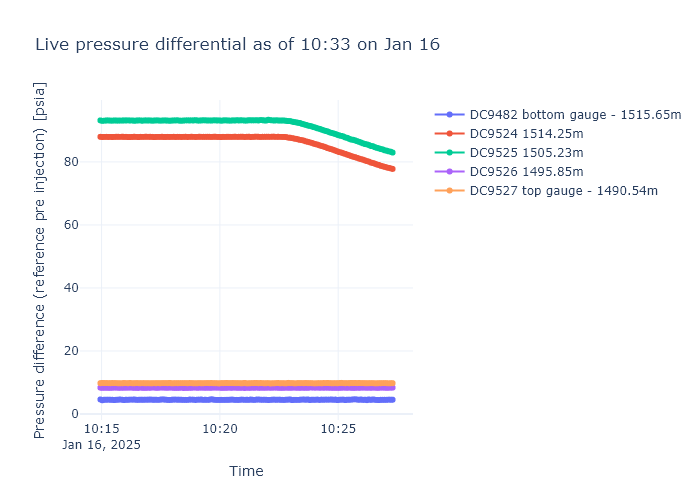 Live pressure differential as of 10:33 on Jan 16
Pressure difference (reference pre injection) [psia]
80
60
40
20
0
10:15
Jan 16, 2025
10:20
10:25
Time
DC9482 bottom gauge - 1515.65m
DC9524 1514.25m
DC9525 1505.23m
DC9526 1495.85m
DC9527 top gauge - 1490.54m